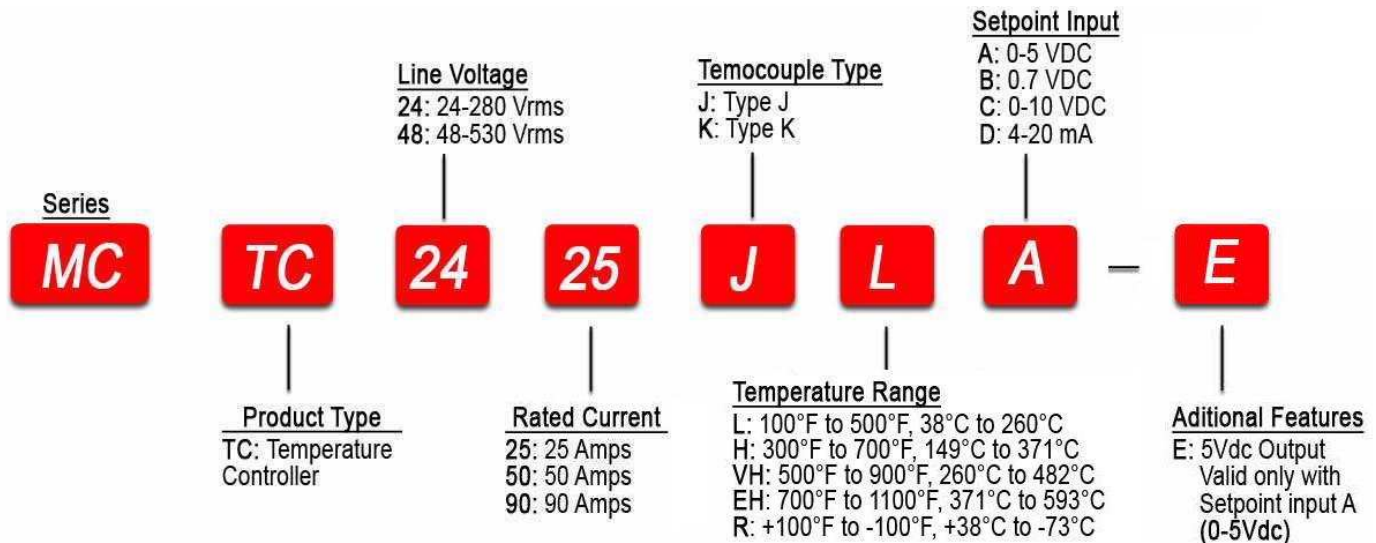 Setpoint Input
A: 0-5 VDC
B: 0.7 VDC
C: 0-10 VDC
D: 4-20 mA
Line Voltage
24: 24-280 Vrms
48: 48-530 Vrms
Temocouple Type
J: Type J
K: Type K
Series
MC TC 24 25 J L A – E
Product Type
TC: Temperature
Controller
Rated Current
25: 25 Amps
50: 50 Amps
90: 90 Amps
Temperature Range
L: 100°F to 500°F, 38°C to 260°C
H: 300°F to 700°F, 149°C to 371°C
VH: 500°F to 900°F, 260°C to 482°C
EH: 700°F to 1100°F, 371°C to 593°C
R: +100°F to -100°F, +38°C to -73°C
Aditional Features
E: 5Vdc Output
Valid only with
Setpoint input A
(0-5Vdc)